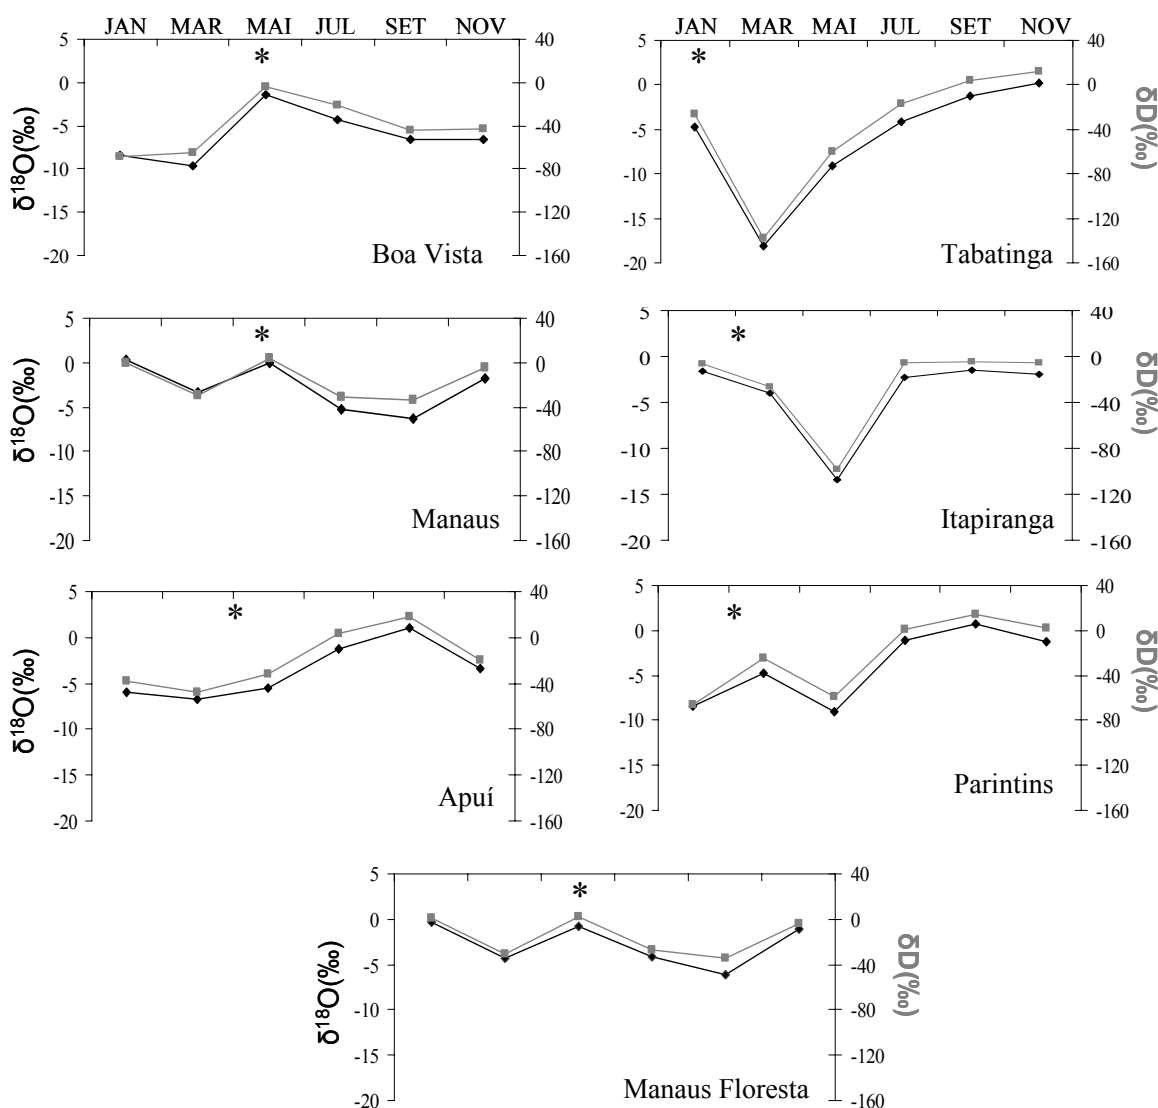 JAN MAR MAI JUL SET NOV
5 0 -5 -10 -15 -20
δ18O(‰)
40 0 -40 -80 -120 -160
*
Boa Vista
JAN MAR MAI JUL SET NOV
5 0 -5 -10 -15 -20
40 0 -40 -80 -120 -160
δD(‰)
*
Tabatinga
5 0 -5 -10 -15 -20
δ18O(‰)
40 0 -40 -80 -120 -160
*
Manaus
5 0 -5 -10 -15 -20
40 0 -40 -80 -120 -160
δD(‰)
*
Itapiranga
5 0 -5 -10 -15 -20
δ18O(‰)
40 0 -40 -80 -120 -160
*
Apuí
5 0 -5 -10 -15 -20
40 0 -40 -80 -120 -160
δD(‰)
*
Parintins
5 0 -5 -10 -15 -20
δ18O(‰)
40 0 -40 -80 -120 -160
δD(‰)
*
Manaus Floresta